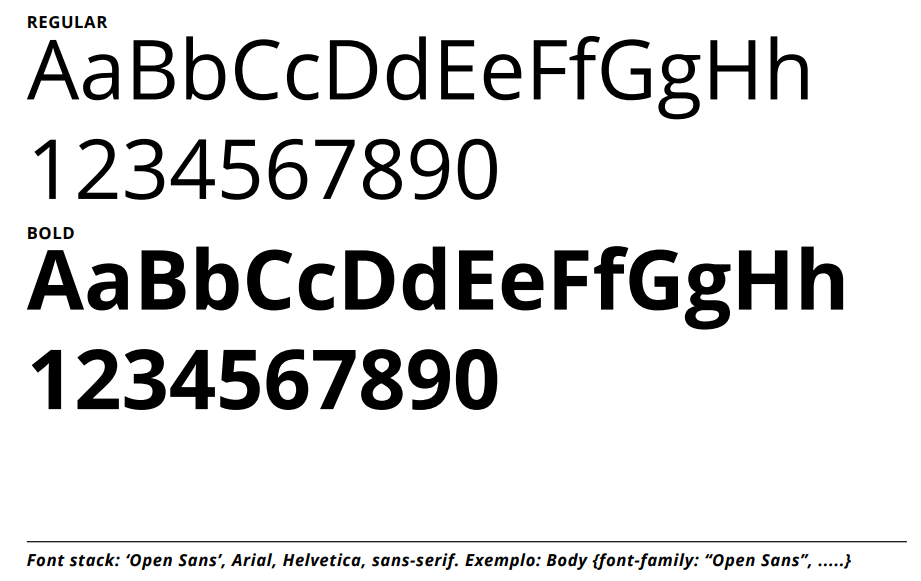 REGULAR
AaBbCcDdEeFfGgHh
1234567890
BOLD
AaBbCcDdEeFfGgHh
1234567890
Font stack: ‘Open Sans’, Arial, Helvetica, sans-serif. Exemplo: Body {font-family: “Open Sans”, .....}